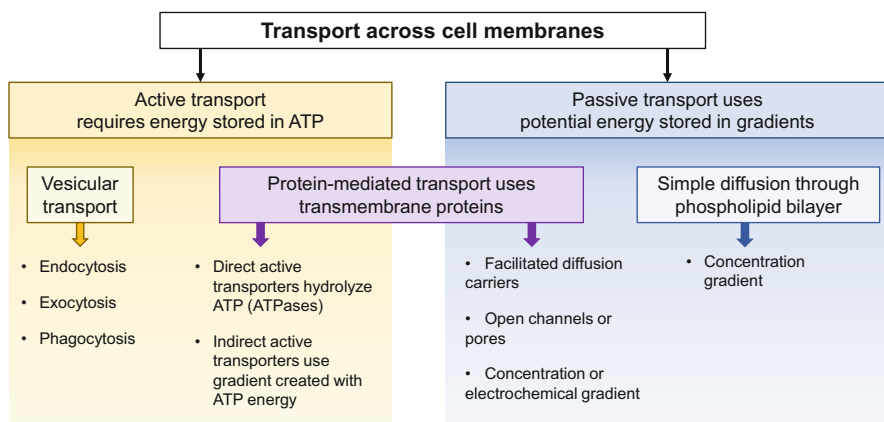 Transport across cell membranes
Active transport
requires energy stored in ATP
Passive transport uses
potential energy stored in gradients
Vesicular
transport
Protein-mediated transport uses
transmembrane proteins
Simple diffusion through
phospholipid bilayer
• Endocytosis
• Exocytosis
• Phagocytosis
• Direct active
transporters hydrolyze
ATP (ATPases)
• Indirect active
transporters use
gradient created with
ATP energy
• Facilitated diffusion
carriers
• Open channels or
pores
• Concentration or
electrochemical gradient
• Concentration
gradient